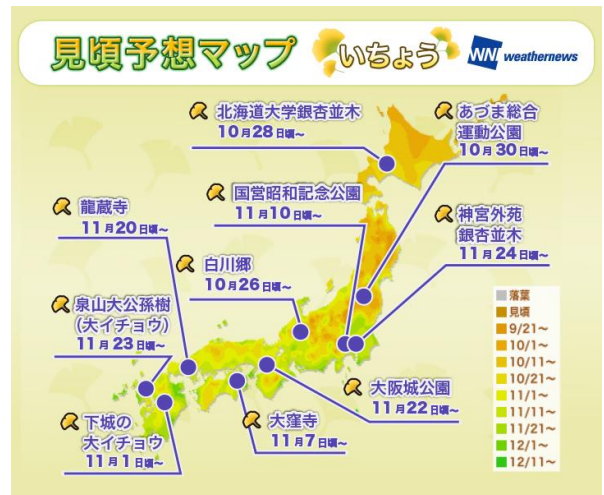 見頃予想マップ
いちょう
WNI weathernews
北海道大学銀杏並木
10月28日頃~
あづま総合
運動公園
10月30日頃~
国営昭和記念公園
11月10日頃~
龍蔵寺
11月20日頃~
神宮外苑
銀杏並木
11月24日頃~
白川郷
10月26日頃~
泉山大公孫樹
(大イチョウ)
11月23日頃~
大阪城公園
11月22日頃~
大窪寺
11月7日頃~
下城の
大イチョウ
11月1日頃~
落葉
見頃
9/21~
10/1~
10/11~
10/21~
11/1~
11/11~
11/21~
12/1~
12/11~